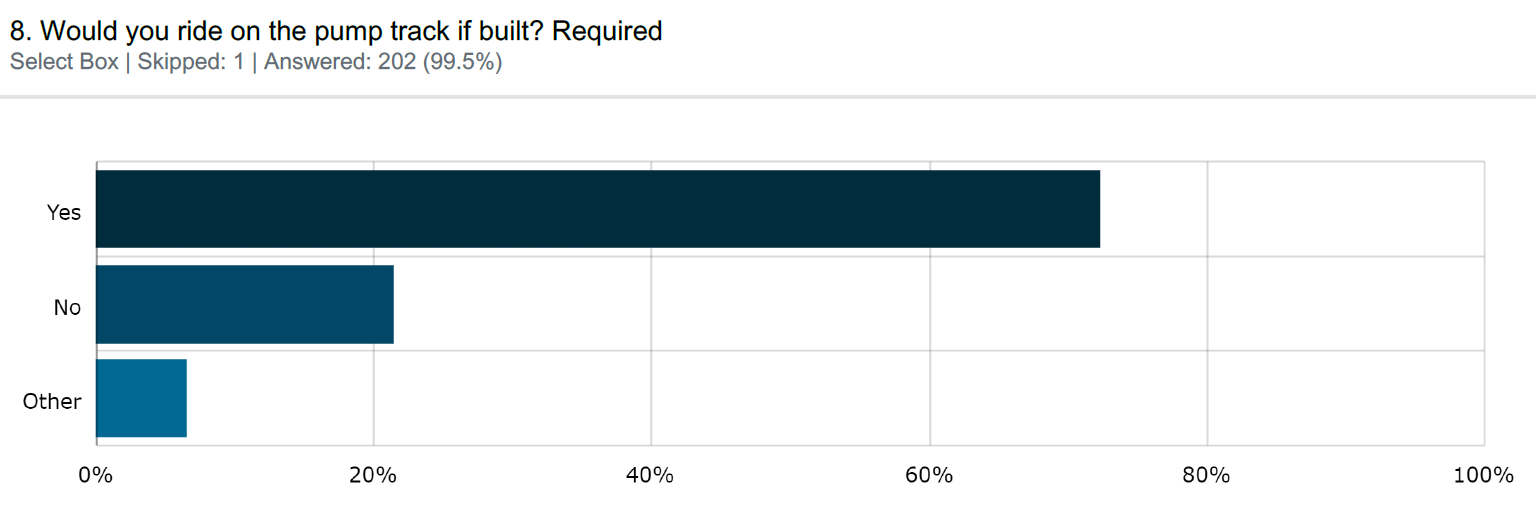 8. Would you ride on the pump track if built? Required
Select Box | Skipped: 1 | Answered: 202 (99.5%)
Yes
No
Other
0% 20% 40% 60% 80% 100%